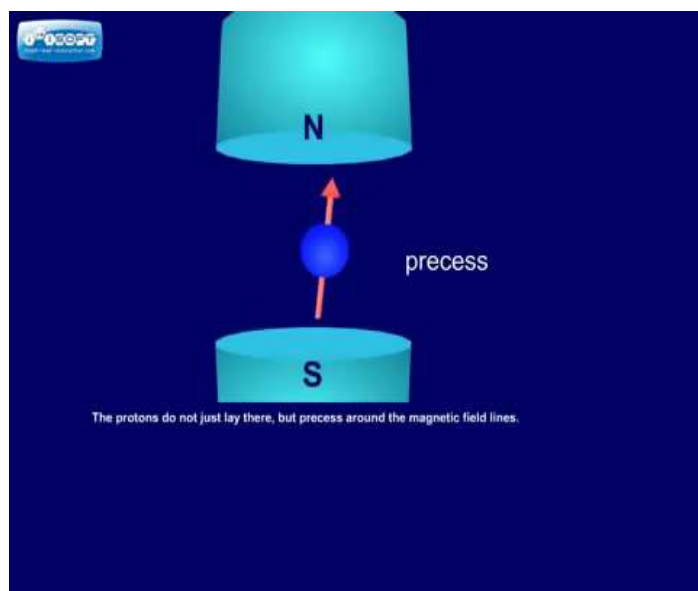 N
precess
S
The protons do not just lay there, but precess around the magnetic field lines.